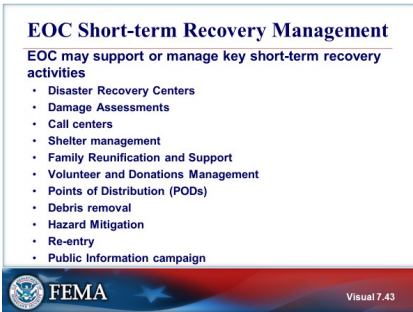 EOC Short-term Recovery Management
EOC may support or manage key short-term recovery
activities
• Disaster Recovery Centers
• Damage Assessments
• Call centers
• Shelter management
• Family Reunification and Support
• Volunteer and Donations Management
• Points of Distribution (PODs)
• Debris removal
• Hazard Mitigation
• Re-entry
• Public Information campaign
FEMA
Visual 7.43